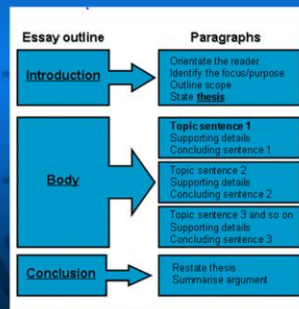 Essay outline
Paragraphs
Introduction
Orientate the reader
Identify the focus/purpose
Outline scope
State thesis
Body
Topic sentence 1
Supporting details
Concluding sentence 1
Topic sentence 2
Supporting details
Concluding sentence 2
Topic sentence 3 and so on
Supporting details
Concluding sentence 3
Conclusion
Restate thesis
Summarise argument